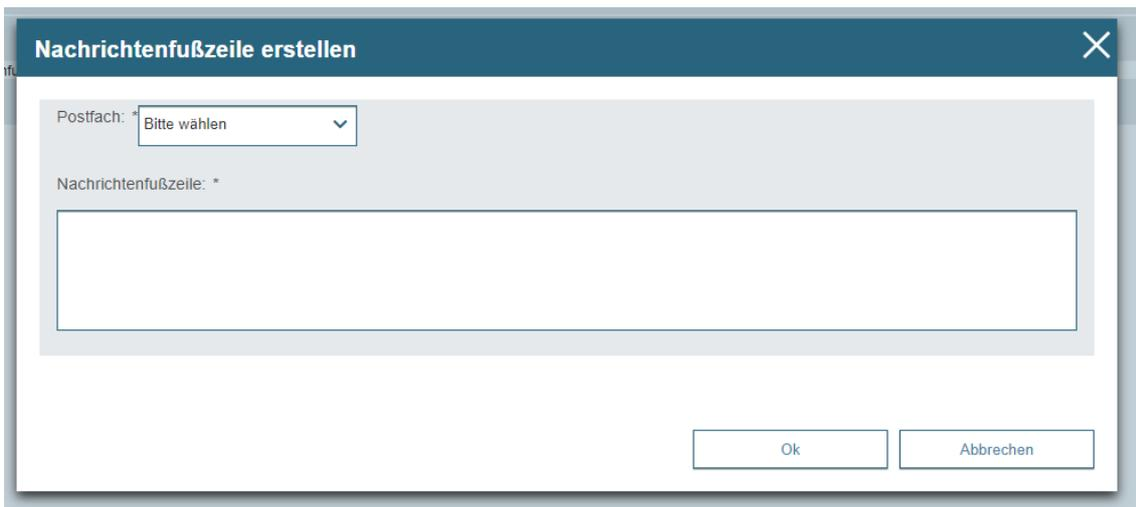 Nachrichtenfußzeile erstellen
Postfach: *
Bitte wählen
Nachrichtenfußzeile: *
Ok
Abbrechen